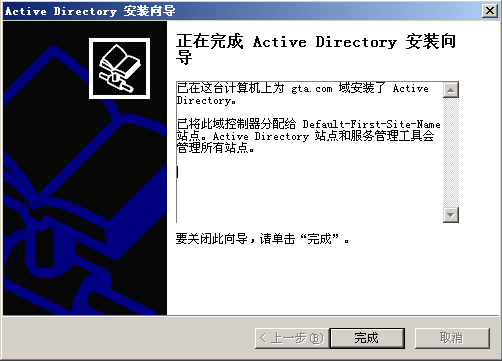 Active Directory 安装向导
正在完成 Active Directory 安装向
导
已在这台计算机上为 gta.com 域安装了 Active
Directory。
已将此域控制器分配给 Default-First-Site-Name
站点。Active Directory 站点和服务管理工具会
管理所有站点。
要关闭此向导，请单击“完成”。
< 上一步(B)
完成
取消